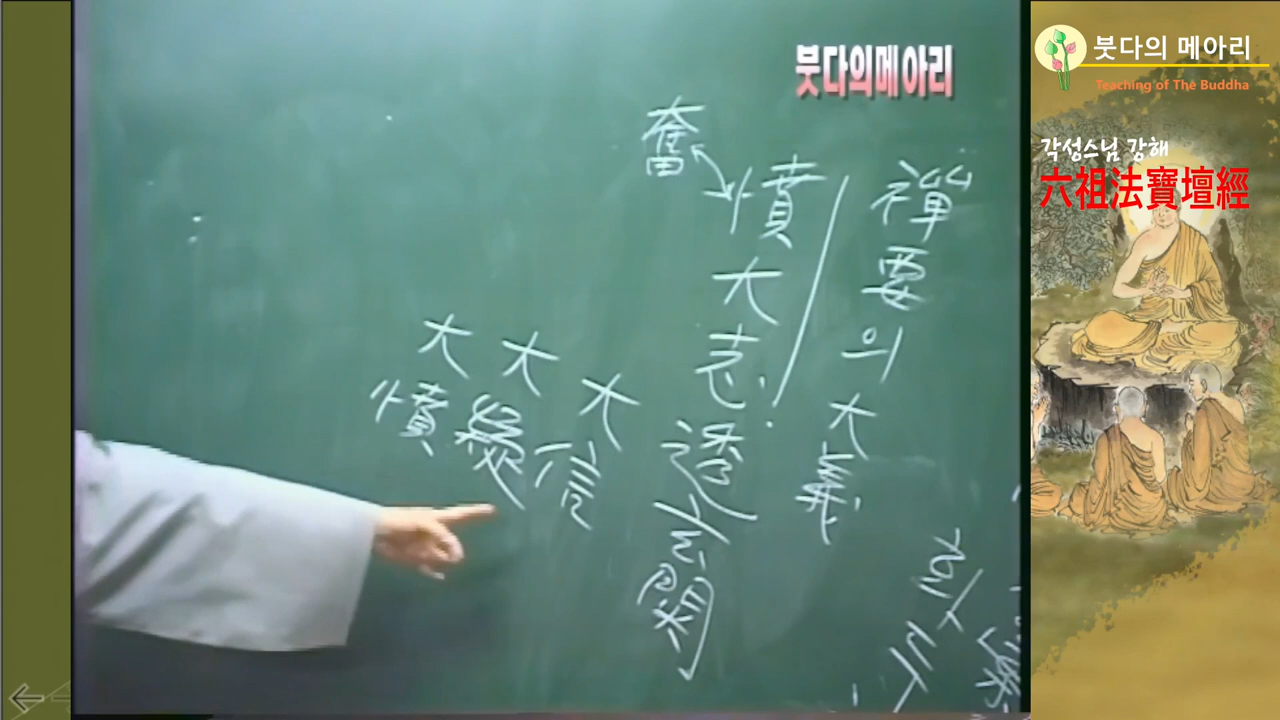 붓다의메아리
붓다의 메아리
Teaching of The Buddha
각성스님 강해
六祖法寶壇經
禪要의大義
憤大志透玄關
奮
大信
大疑
大憤